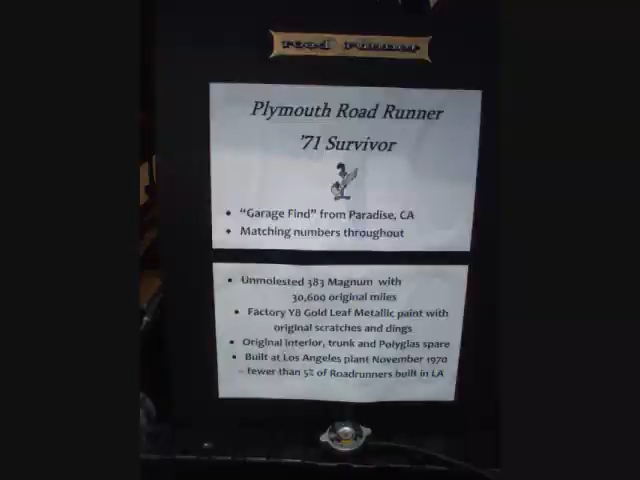 road runner
Plymouth Road Runner
'71 Survivor
• "Garage Find" from Paradise, CA
• Matching numbers throughout
• Unmolested 383 Magnum with
30,600 original miles
• Factory Y8 Gold Leaf Metallic paint with
original scratches and dings
• Original interior, trunk and Polyglas spare
• Built at Los Angeles plant November 1970
– fewer than 5% of Roadrunners built in LA